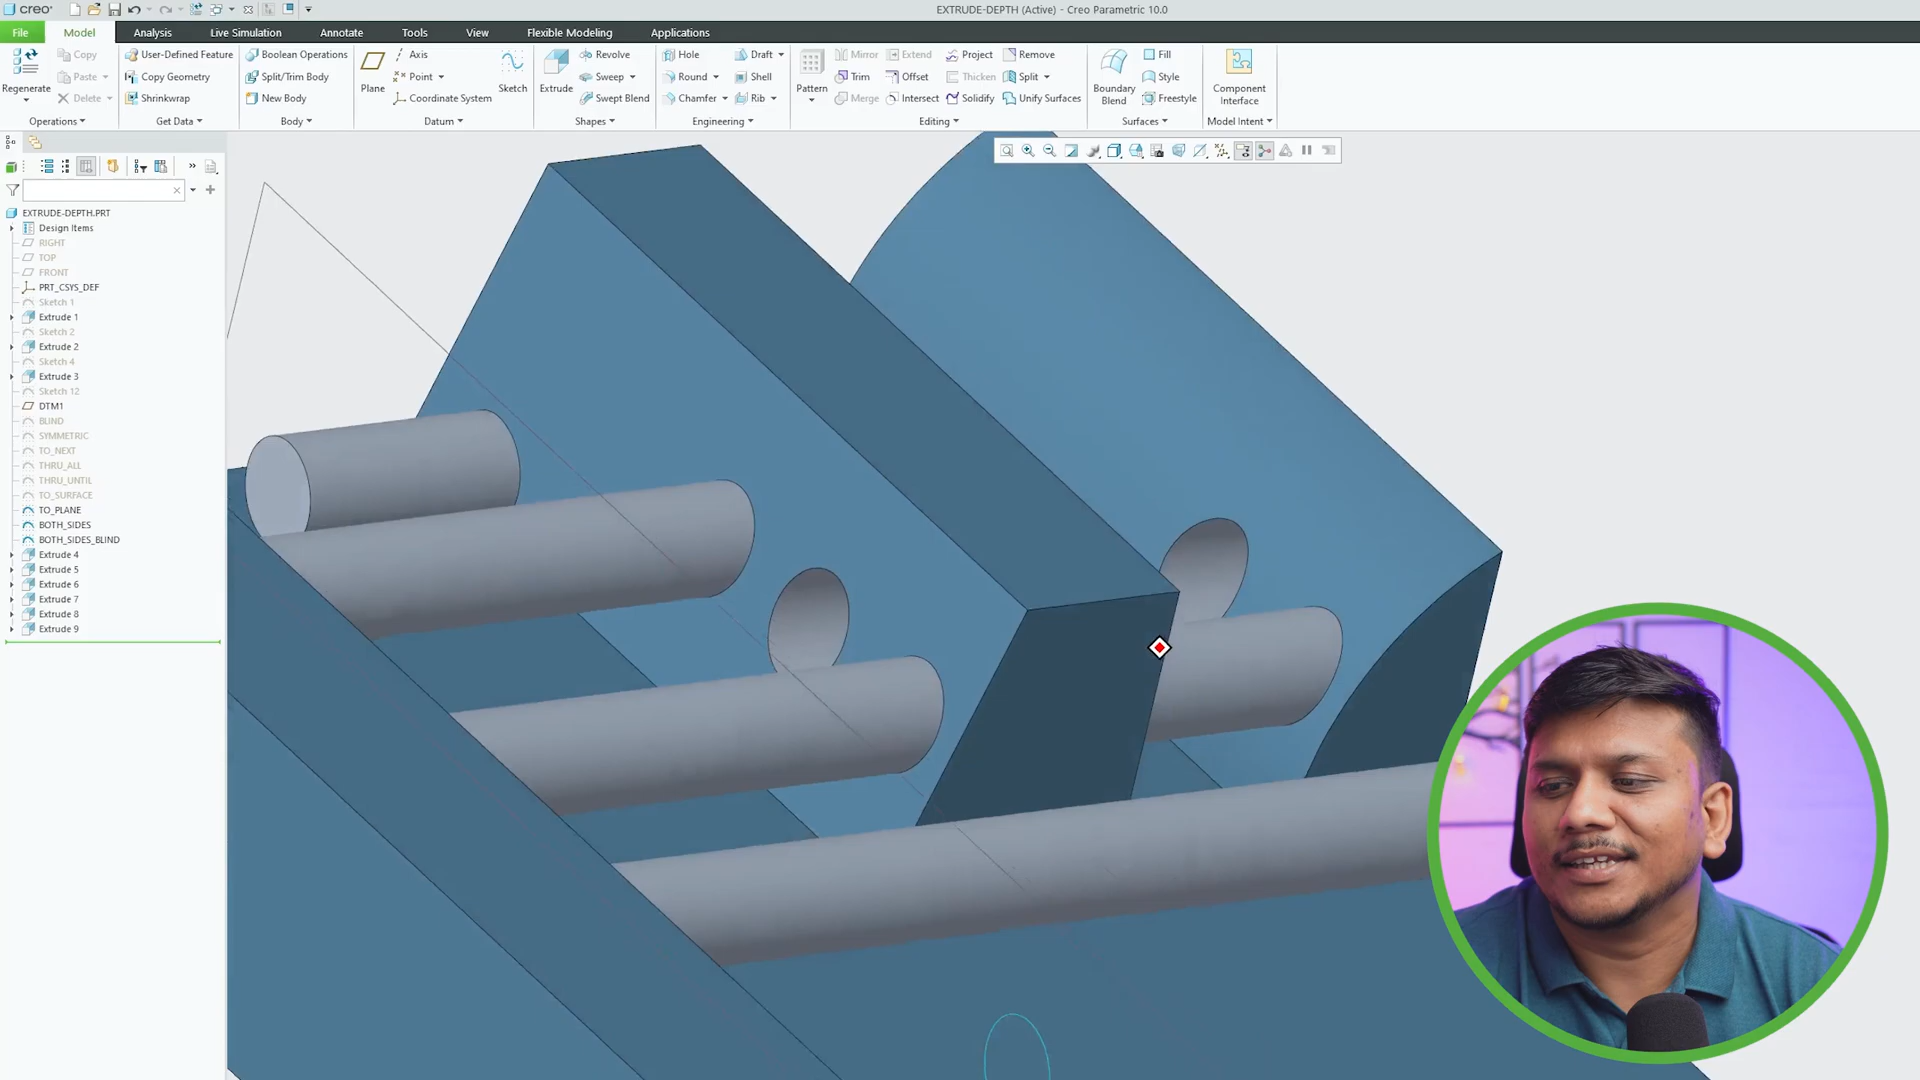 creo
EXTRUDE-DEPTH (Active) - Creo Parametric 10.0
File Model Analysis Live Simulation Annotate Tools View Flexible Modeling Applications
Copy User-Defined Feature Boolean Operations Axis Revolve Hole Draft Mirror Extend Project Remove Fill
Paste Copy Geometry Split/Trim Body Point Sweep Round Shell Trim Offset Thicken Split Style
Regenerate Plane Sketch Extrude Pattern Boundary Blend Component Interface
Delete Shrinkwrap New Body Coordinate System Swept Blend Chamfer Rib Merge Intersect Solidify Unify Surfaces Freestyle
Operations Get Data Body Datum Shapes Engineering Editing Surfaces Model Intent
EXTRUDE-DEPTH.PRT
Design Items
RIGHT
TOP
FRONT
PRT_CSYS_DEF
Sketch 1
Extrude 1
Sketch 2
Extrude 2
Sketch 4
Extrude 3
Sketch 12
DTM1
BLIND
SYMMETRIC
TO_NEXT
THRU_ALL
THRU_UNTIL
TO_SURFACE
TO_PLANE
BOTH_SIDES
BOTH_SIDES_BLIND
Extrude 4
Extrude 5
Extrude 6
Extrude 7
Extrude 8
Extrude 9